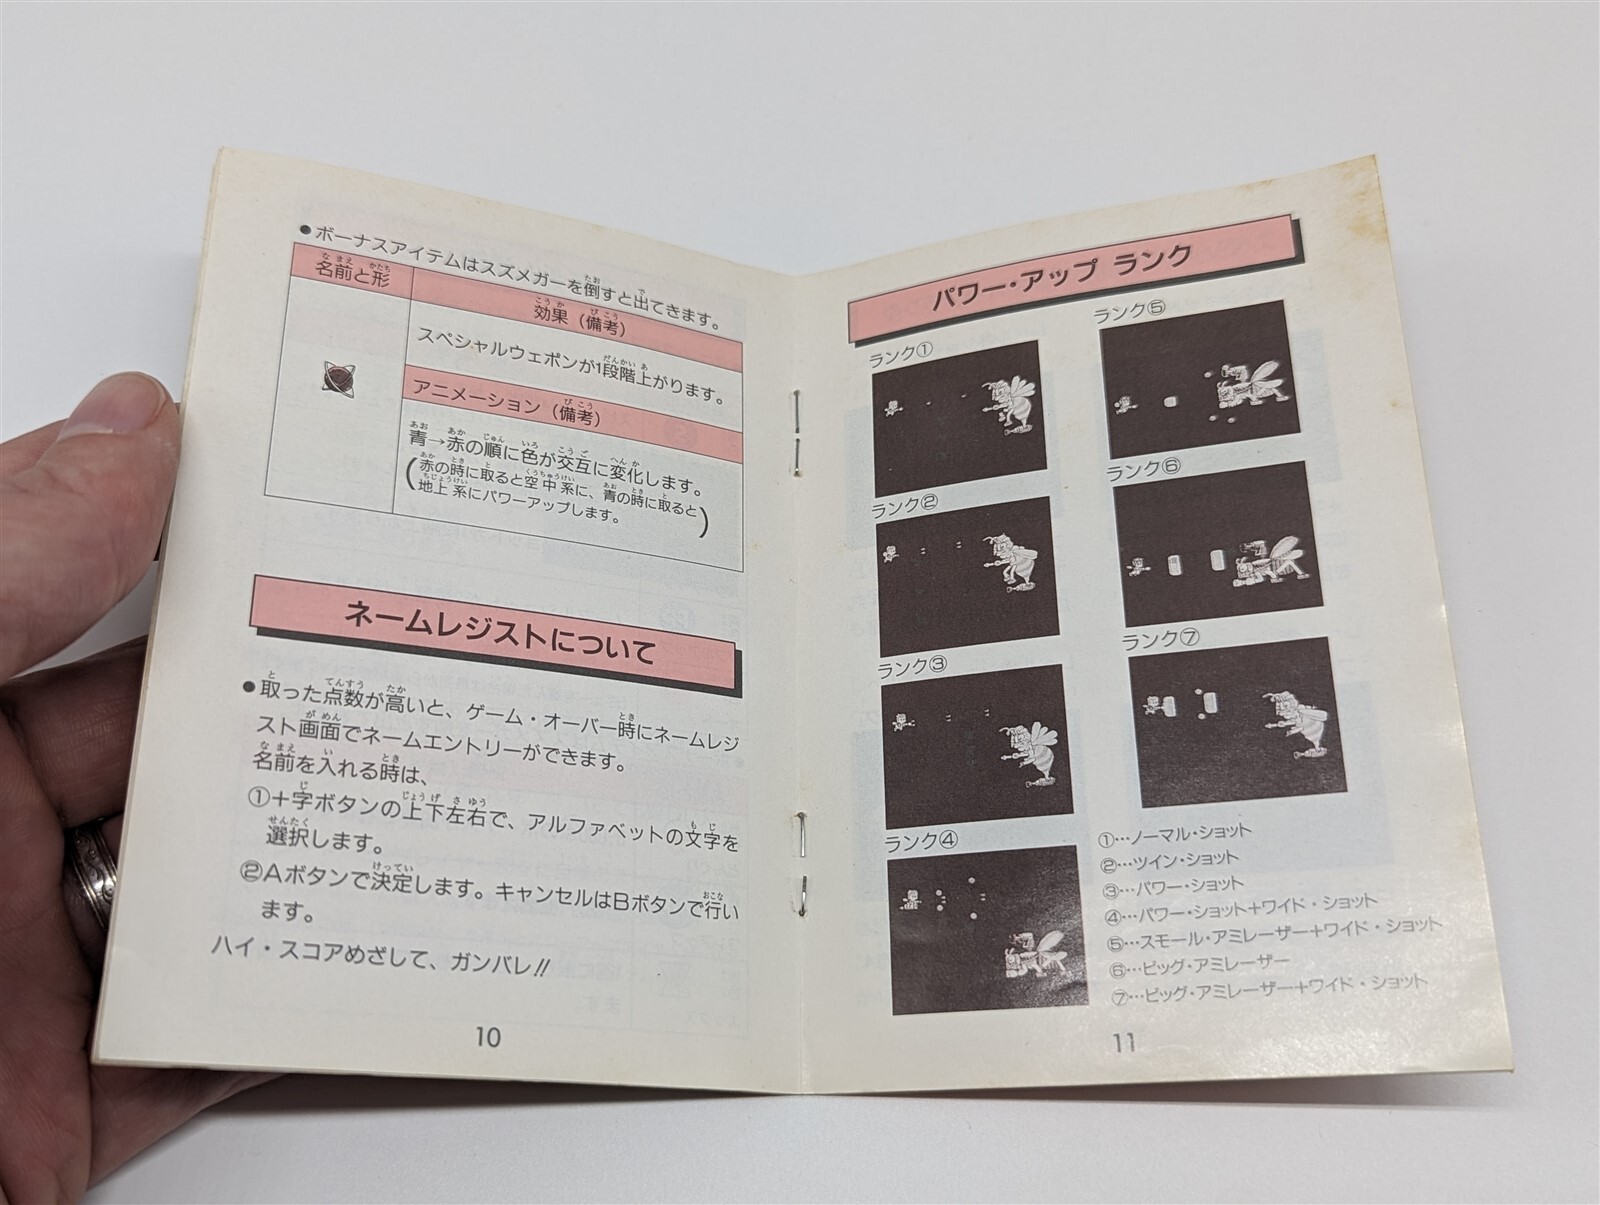 ●ボーナスアイテムはスズメガーを倒すと出てきます。
名前と形
効果（備考）
スペシャルウェポンが1段階上がります。
アニメーション（備考）
青→赤の順に色が交互に変化します。
(赤の時に取ると空中系に、青の時に取ると
地上系にパワーアップします。)
ネームレジストについて
●取った点数が高いと、ゲーム・オーバー時にネームレジ
スト画面でネームエントリーができます。
名前を入れる時は、
①＋字ボタンの上下左右で、アルファベットの文字を
選択します。
②Aボタンで決定します。キャンセルはBボタンで行い
ます。
ハイ・スコアめざして、ガンバレ!!
10
パワー・アップ ランク
ランク①
ランク②
ランク③
ランク④
ランク⑤
ランク⑥
ランク⑦
①…ノーマル・ショット
②…ツイン・ショット
③…パワー・ショット
④…パワー・ショット+ワイド・ショット
⑤…スモール・アミレーザー+ワイド・ショット
⑥…ビッグ・アミレーザー
⑦…ビッグ・アミレーザー+ワイド・ショット
11